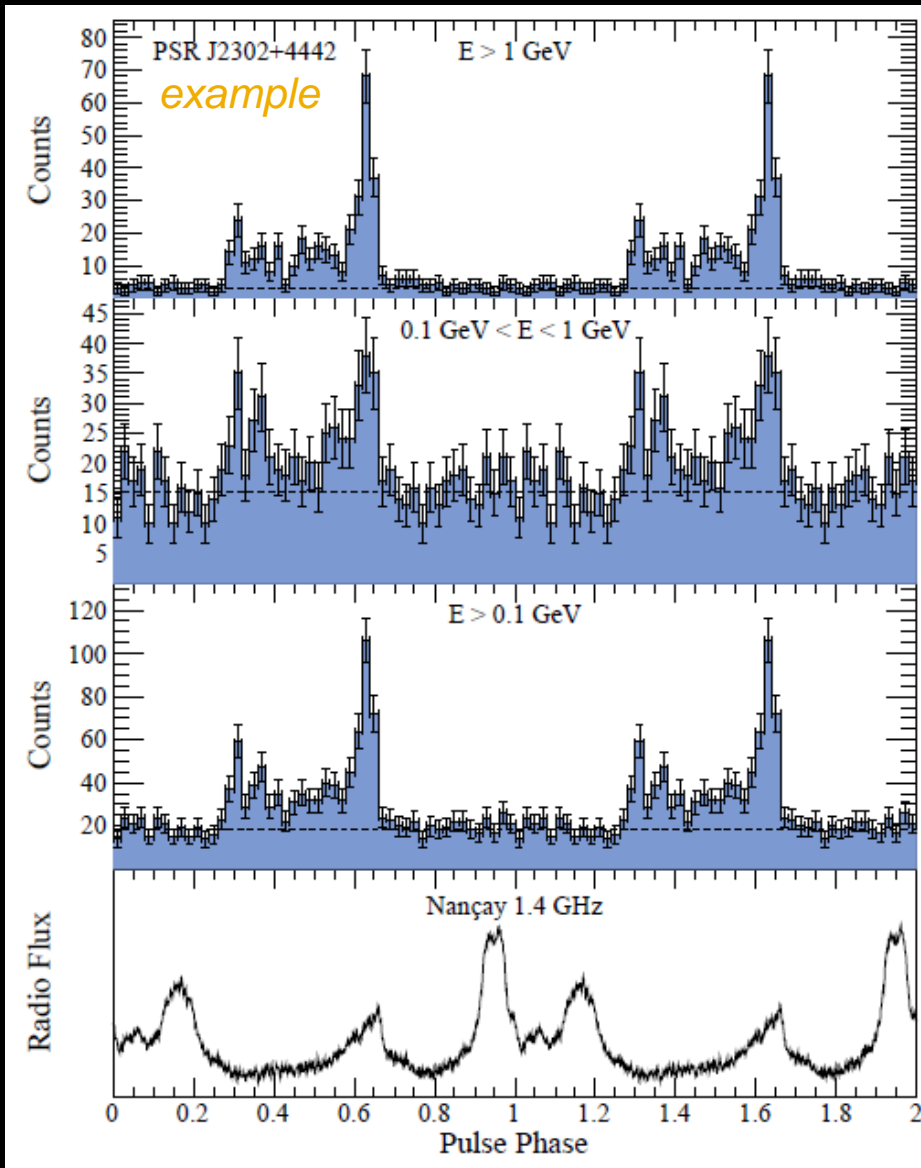 PSR J2302+4442 E > 1 GeV
example
80
70
60
50
40
30
20
10
Counts
0.1 GeV < E < 1 GeV
45
40
35
30
25
20
15
10
5
Counts
E > 0.1 GeV
120
100
80
60
40
20
Counts
Nançay 1.4 GHz
Radio Flux
0 0.2 0.4 0.6 0.8 1 1.2 1.4 1.6 1.8 2
Pulse Phase